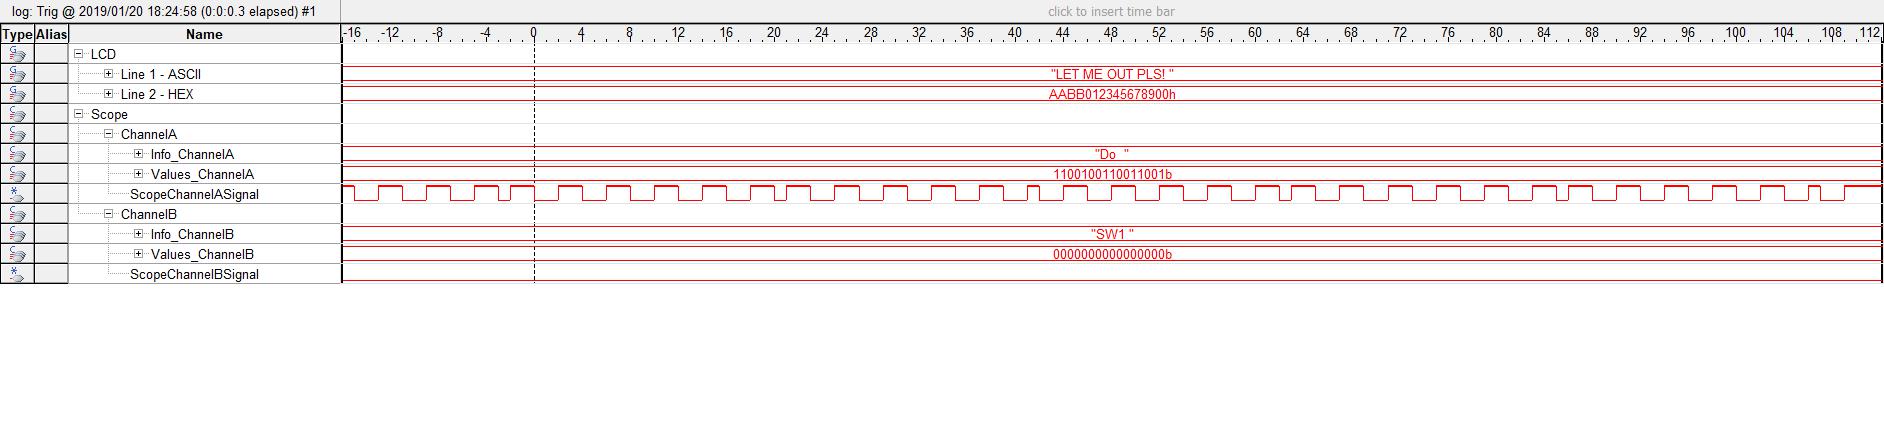 log: Trig @ 2019/01/20 18:24:58 (0:0:0.3 elapsed) #1 click to insert time bar
Type Alias Name -16 -12 -8 -4 0 4 8 12 16 20 24 28 32 36 40 44 48 52 56 60 64 68 72 76 80 84 88 92 96 100 104 108 112
LCD
Line 1 - ASCII "LET ME OUT PLS! "
Line 2 - HEX AABB012345678900h
Scope
ChannelA
Info_ChannelA "Do  "
Values_ChannelA 1100100110011001b
ScopeChannelASignal
ChannelB
Info_ChannelB "SW1 "
Values_ChannelB 0000000000000000b
ScopeChannelBSignal